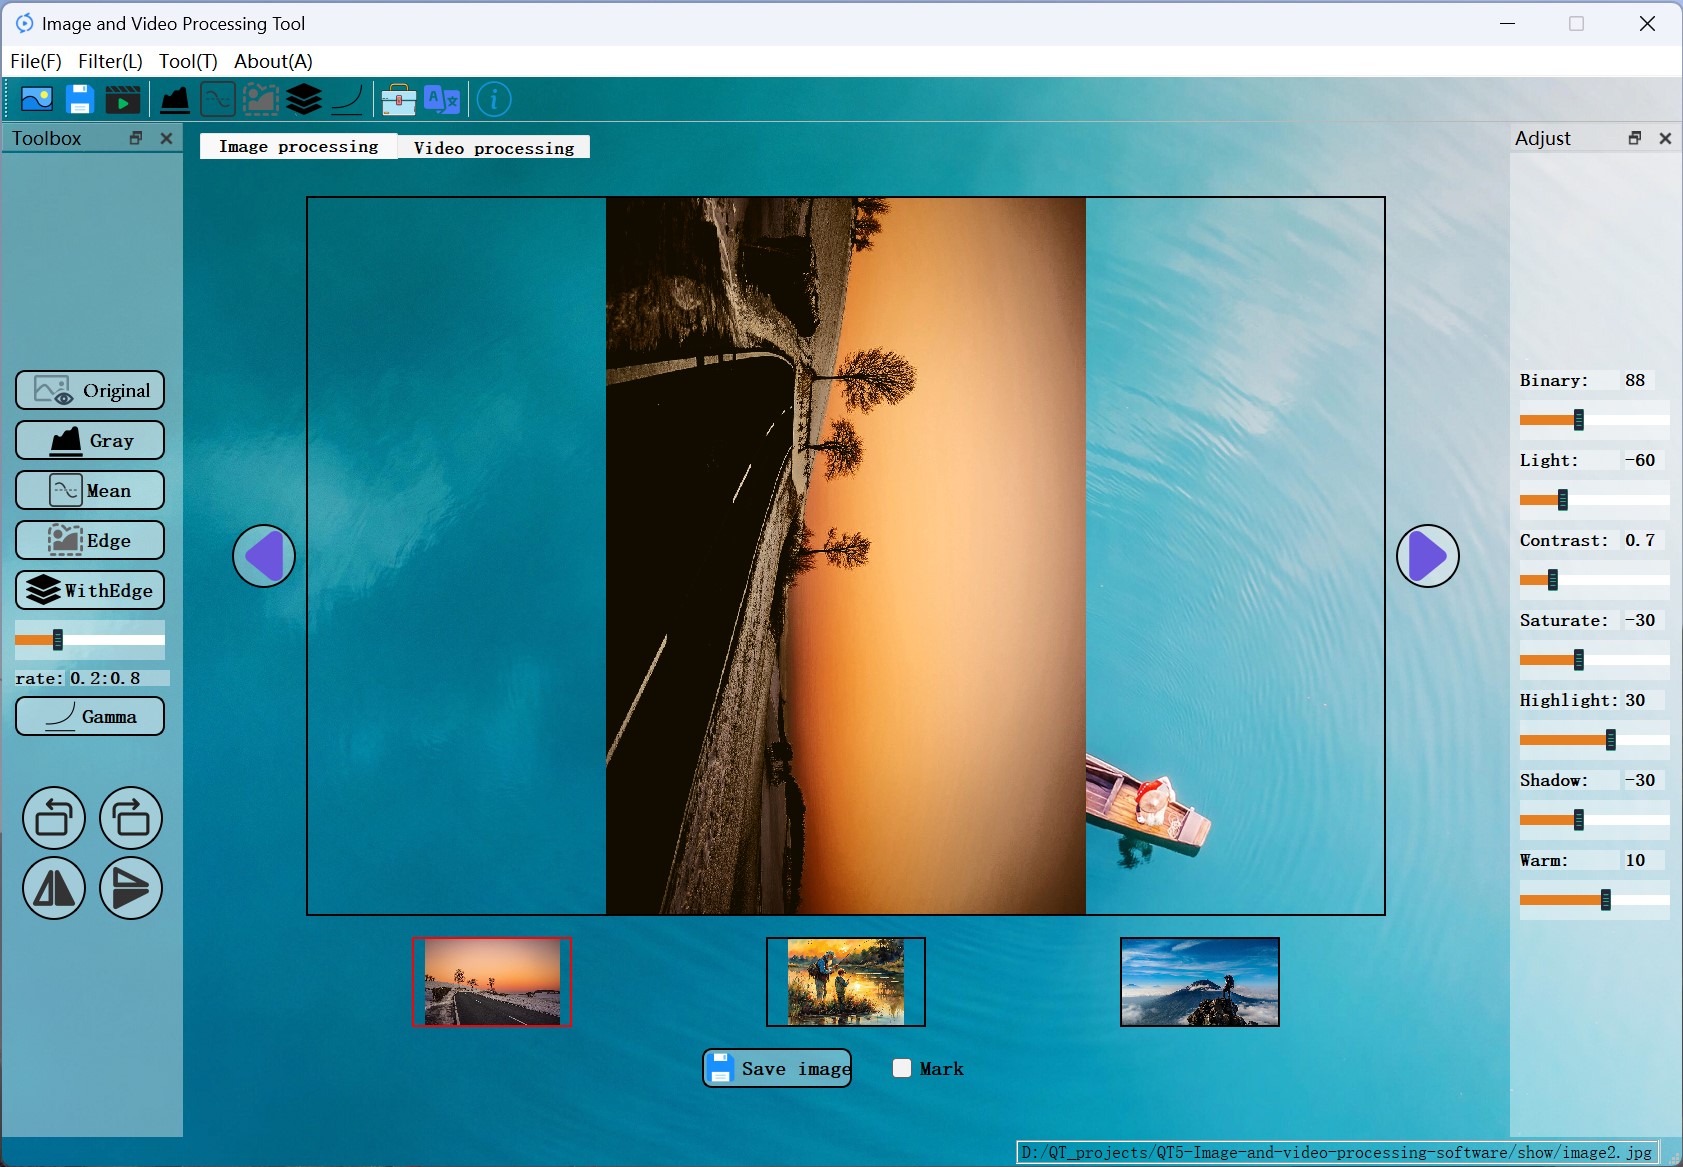 Image and Video Processing Tool
File(F) Filter(L) Tool(T) About(A)
Toolbox
Image processing Video processing
Adjust
Original
Gray
Mean
Edge
WithEdge
rate: 0.2:0.8
Gamma
Binary: 88
Light: -60
Contrast: 0.7
Saturate: -30
Highlight: 30
Shadow: -30
Warm: 10
Save image Mark
D:/QT_projects/QT5-Image-and-video-processing-software/show/image2.jpg